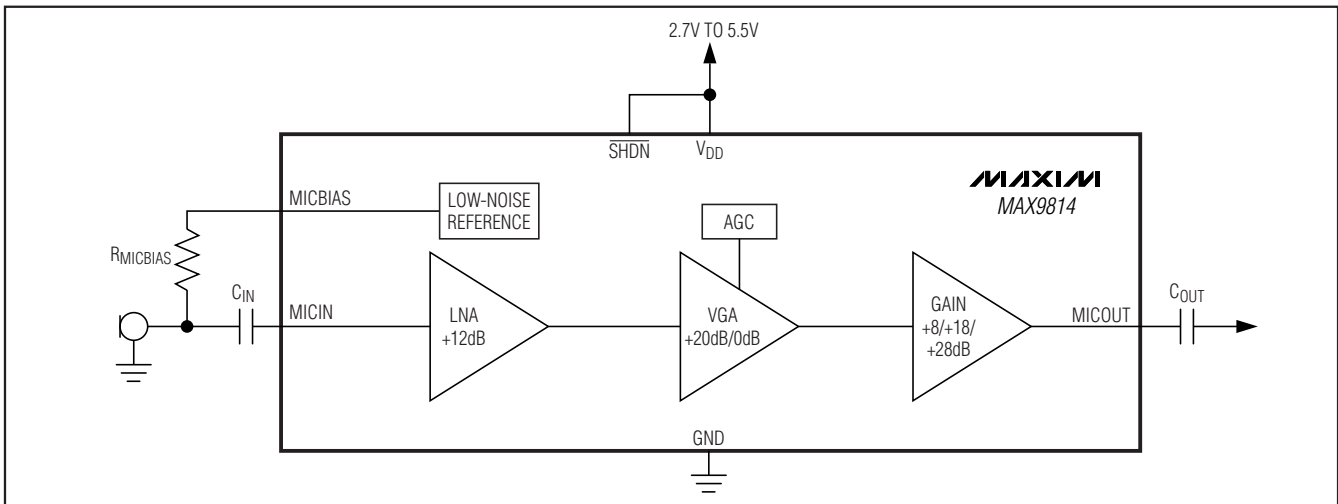 2.7V TO 5.5V
SHDN
VDD
MAXIM
MAX9814
MICBIAS
LOW-NOISE
REFERENCE
AGC
RMICBIAS
CIN
MICIN
LNA
+12dB
VGA
+20dB/0dB
GAIN
+8/+18/
+28dB
MICOUT
COUT
GND